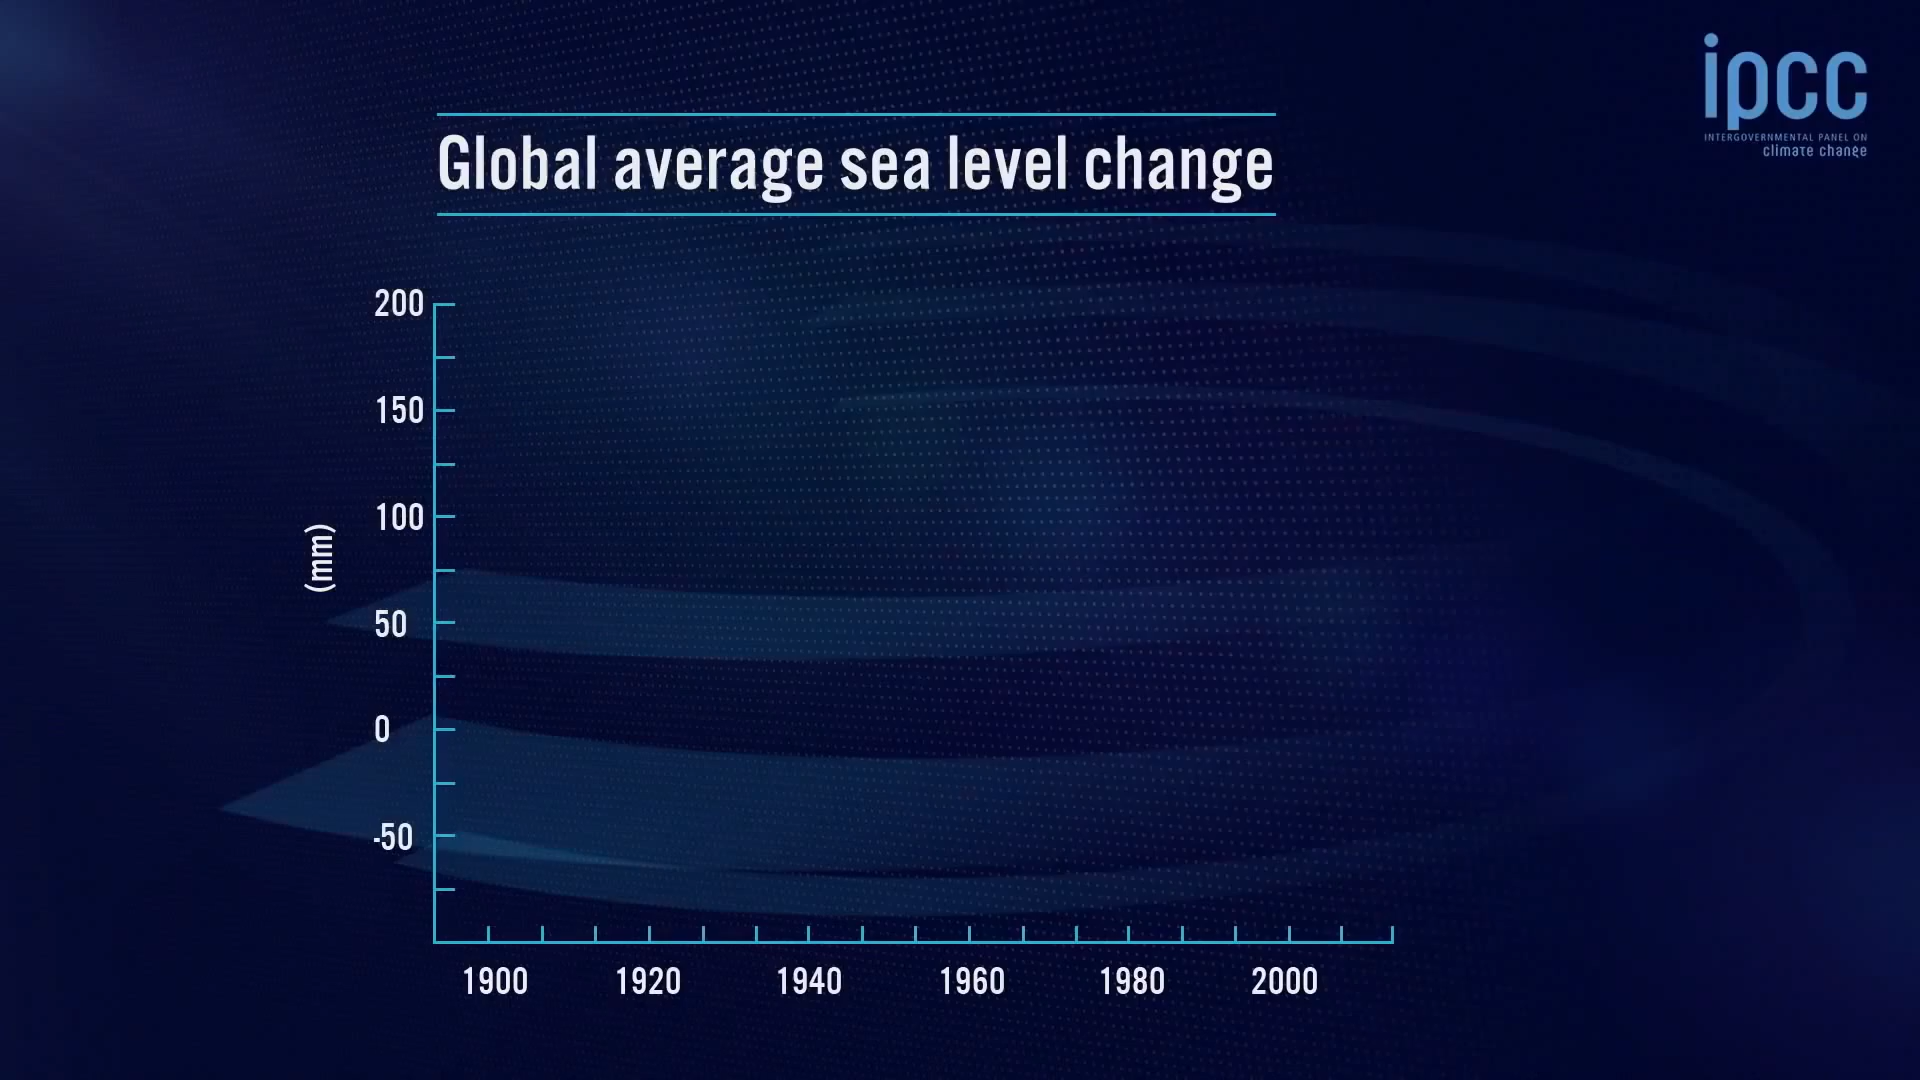 ipcc
INTERGOVERNMENTAL PANEL ON
climate change
Global average sea level change
200
150
100
50
0
-50
(mm)
1900 1920 1940 1960 1980 2000